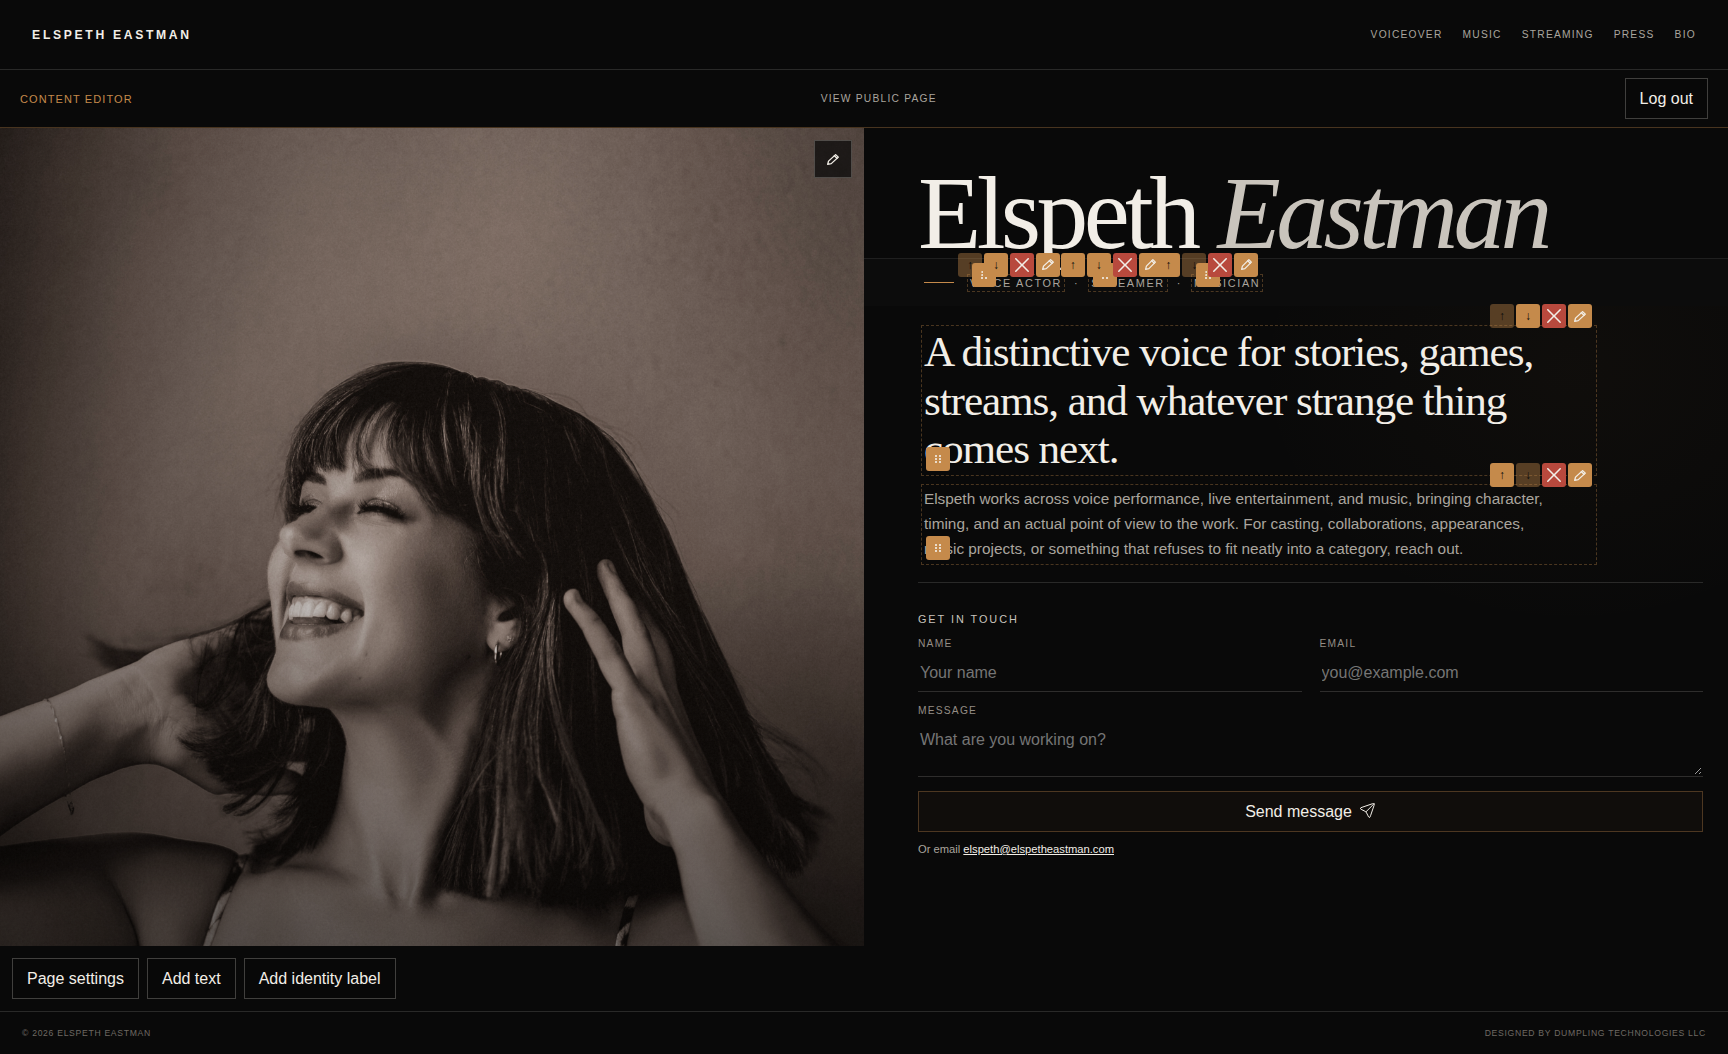 ELSPETH EASTMAN
VOICEOVER MUSIC STREAMING PRESS BIO
CONTENT EDITOR
VIEW PUBLIC PAGE
Log out
Elspeth Eastman
ACTOR · · 
A distinctive voice for stories, games,
streams, and whatever strange thing
comes next.
Elspeth works across voice performance, live entertainment, and music, bringing character,
timing, and an actual point of view to the work. For casting, collaborations, appearances,
projects, or something that refuses to fit neatly into a category, reach out.
GET IN TOUCH
NAME
EMAIL
Your name
you@example.com
MESSAGE
What are you working on?
Send message
Or email elspeth@elspetheastman.com
Page settings
Add text
Add identity label
© 2026 ELSPETH EASTMAN
DESIGNED BY DUMPLING TECHNOLOGIES LLC